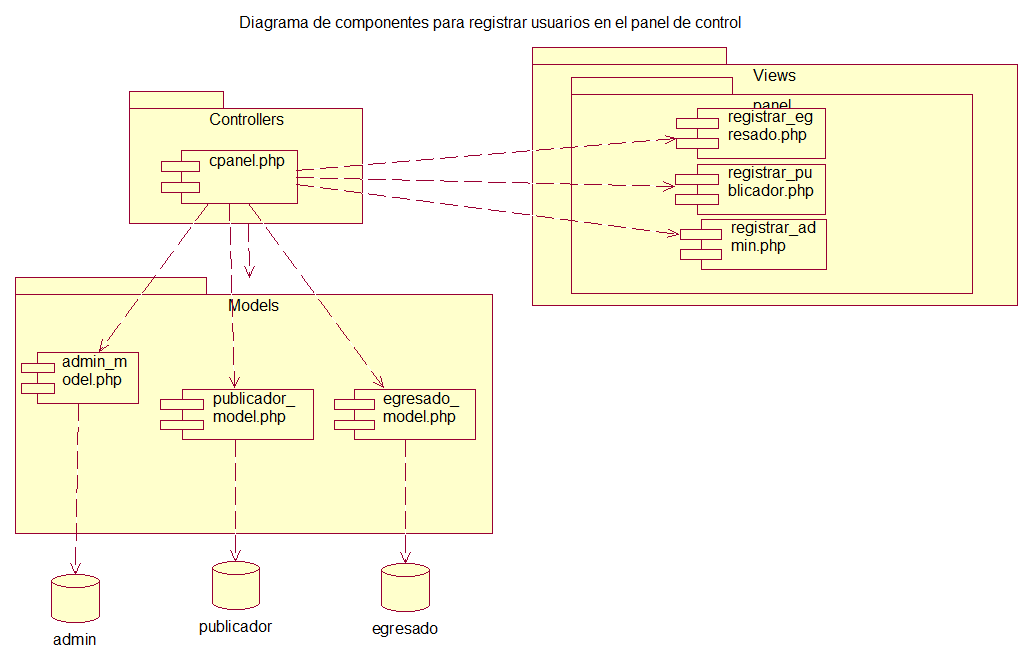 Diagrama de componentes para registrar usuarios en el panel de control
Views
panel
registrar_eg
resado.php
registrar_pu
blicador.php
registrar_ad
min.php
Controllers
cpanel.php
Models
admin_m
odel.php
publicador_
model.php
egresado_
model.php
admin
publicador
egresado